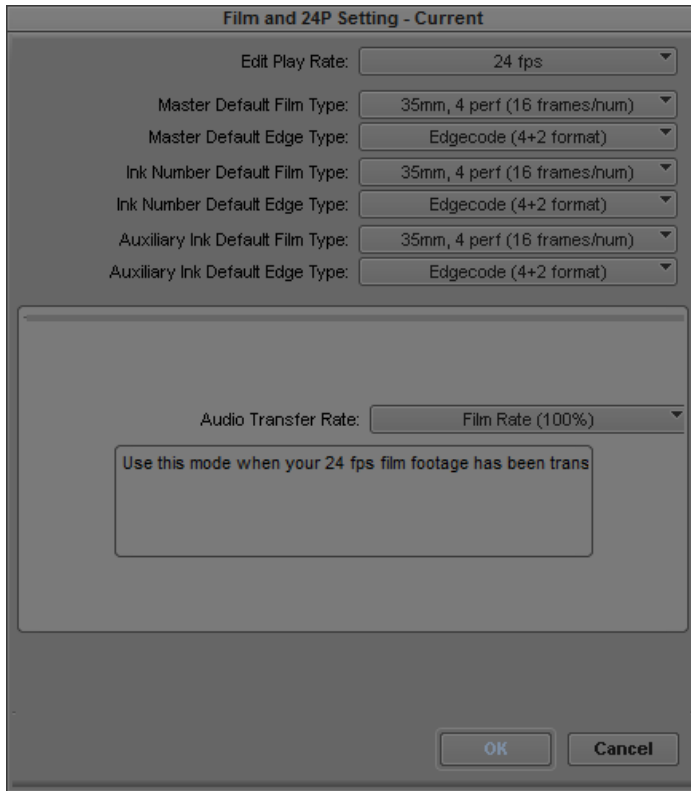 Film and 24P Setting - Current
Edit Play Rate: 24 fps
Master Default Film Type: 35mm, 4 perf (16 frames/num)
Master Default Edge Type: Edgecode (4+2 format)
Ink Number Default Film Type: 35mm, 4 perf (16 frames/num)
Ink Number Default Edge Type: Edgecode (4+2 format)
Auxiliary Ink Default Film Type: 35mm, 4 perf (16 frames/num)
Auxiliary Ink Default Edge Type: Edgecode (4+2 format)
Audio Transfer Rate: Film Rate (100%)
Use this mode when your 24 fps film footage has been trans
OK Cancel